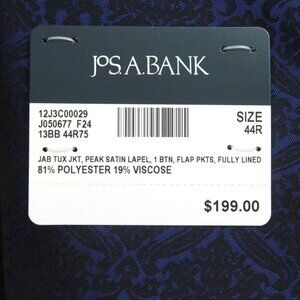 JOS.A.BANK
12J3C00029
J050677 F24
13BB 44R75
SIZE
44R
JAB TUX JKT, PEAK SATIN LAPEL, 1 BTN, FLAP PKTS, FULLY LINED
81% POLYESTER 19% VISCOSE
$199.00